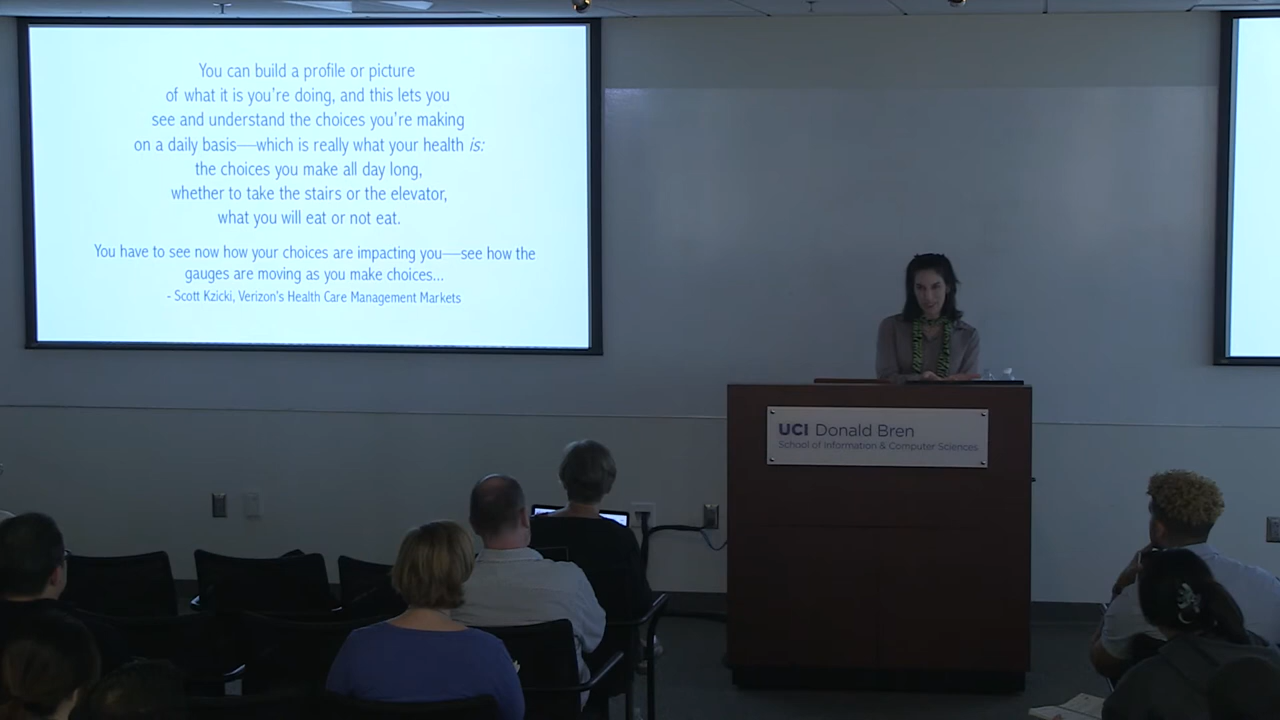 You can build a profile or picture
of what it is you're doing, and this lets you
see and understand the choices you're making
on a daily basis—which is really what your health is:
the choices you make all day long,
whether to take the stairs or the elevator,
what you will eat or not eat.
You have to see now how your choices are impacting you—see how the
gauges are moving as you make choices...
- Scott Kzicki, Verizon's Health Care Management Markets
UCI Donald Bren
School of Information & Computer Sciences